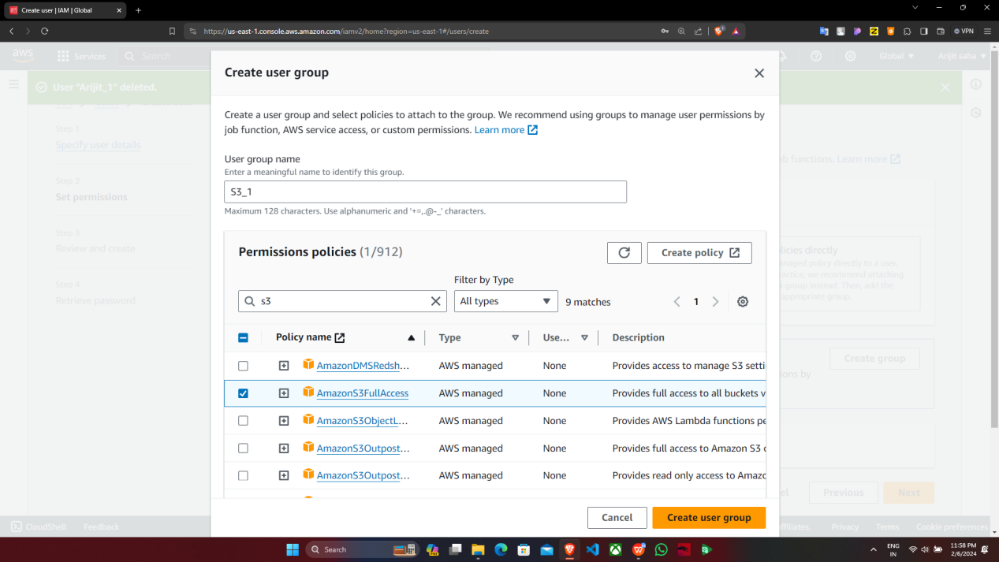 Create user | IAM | Global
https://us-east-1.console.aws.amazon.com/iamv2/home?region=us-east-1#/users/create
VPN
aws
Services
Search
Global
Arijit saha
User "Arijit_1" deleted.
Step 1
Specify user details
Step 2
Set permissions
Step 3
Review and create
Step 4
Retrieve password
Create user group
Create a user group and select policies to attach to the group. We recommend using groups to manage user permissions by
job function, AWS service access, or custom permissions. Learn more
User group name
Enter a meaningful name to identify this group.
S3_1
Maximum 128 characters. Use alphanumeric and '+=,.@-_' characters.
Permissions policies (1/912)
Create policy
Filter by Type
s3
All types
9 matches
1
Policy name
Type
Use...
Description
AmazonDMSRedsh...
AWS managed
None
Provides access to manage S3 setti
AmazonS3FullAccess
AWS managed
None
Provides full access to all buckets v
AmazonS3ObjectL...
AWS managed
None
Provides AWS Lambda functions pe
AmazonS3Outpost...
AWS managed
None
Provides full access to Amazon S3 o
AmazonS3Outpost...
AWS managed
None
Provides read only access to Amazo
Cancel
Create user group
ob functions. Learn more
licies directly
anaged policy directly to a user.
actice, we recommend attaching
group instead. Then, add the
appropriate group.
Create group
ons by
el
Previous
Next
CloudShell
Feedback
affiliates.
Privacy
Terms
Cookie preferences
Search
ENG
IN
11:58 PM
2/6/2024